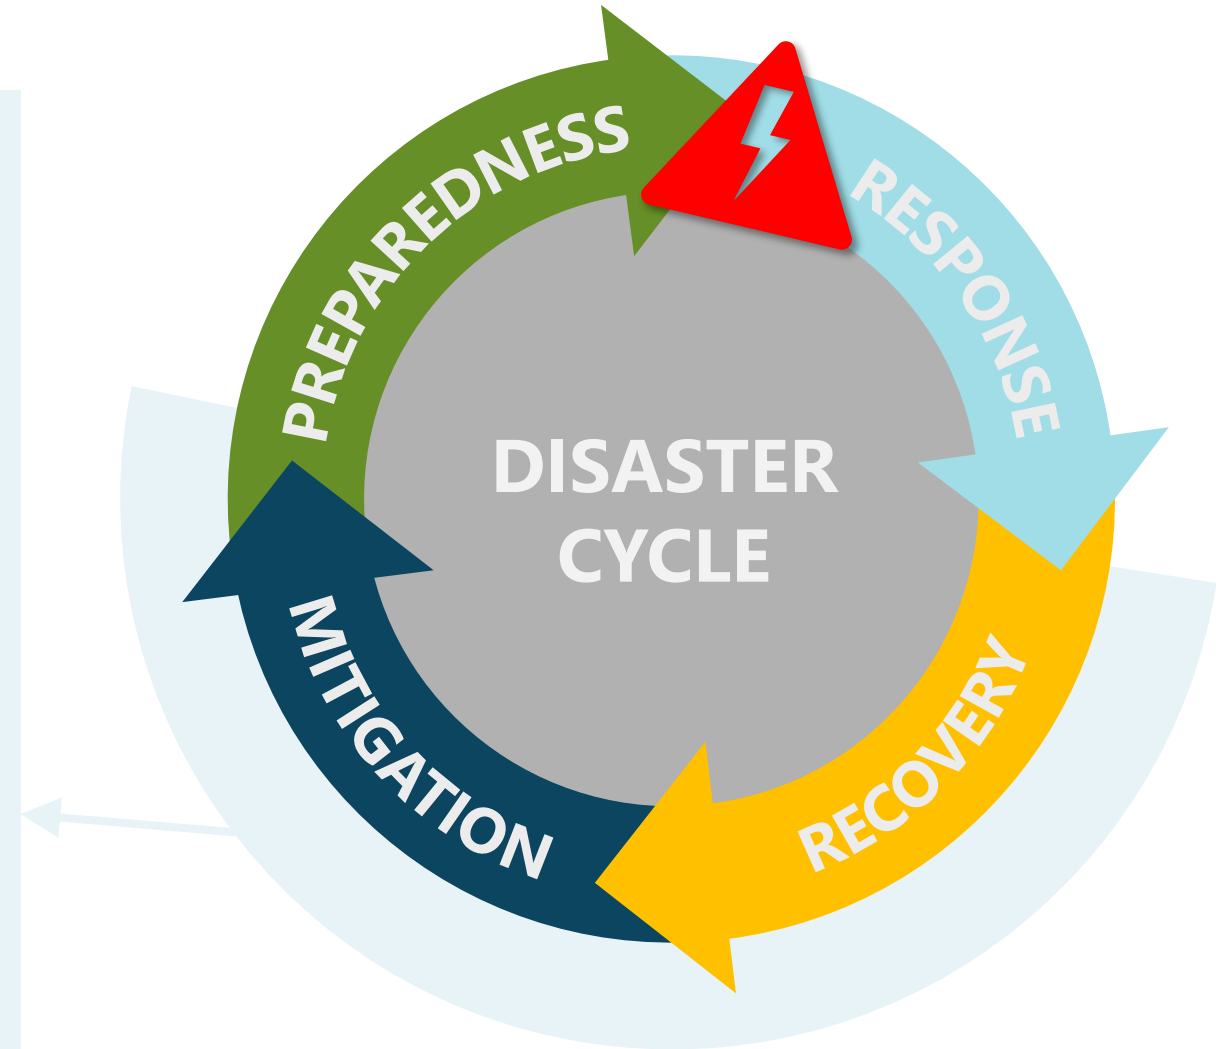 PREPAREDNESS
RESPONSE
DISASTER
CYCLE
MITIGATION
RECOVERY